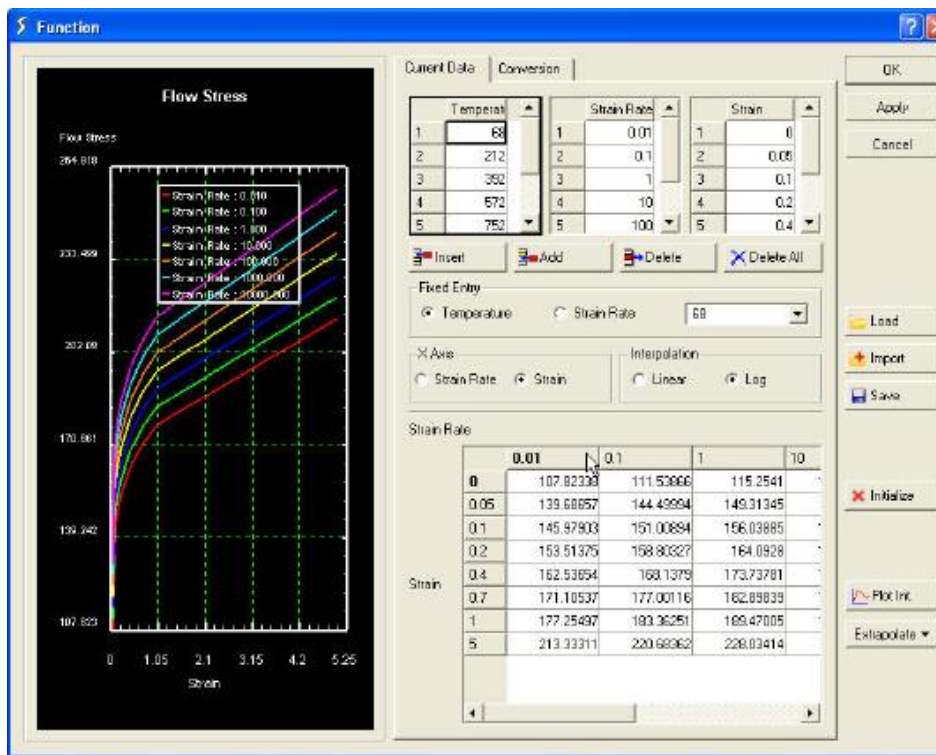 Function
Flow Stress
Flow Stress
264.818
233.499
202.08
170.661
139.242
107.823
Strain Rate : 0.010
Strain Rate : 0.100
Strain Rate : 1.000
Strain Rate : 10.000
Strain Rate : 100.000
Strain Rate : 1000.000
Strain Rate : 10000.000
0 1.05 2.1 3.15 4.2 5.25
Strain
Current Data Conversion
Temperat
1 68
2 212
3 392
4 572
5 752
Strain Rate
1 0.01
2 0.1
3 1
4 10
5 100
Strain
1 0
2 0.05
3 0.1
4 0.2
5 0.4
Insert Add Delete Delete All
Fixed Entry
Temperature Strain Rate 68
X Axis
Strain Rate Strain
Interpolation
Linear Log
Strain Rate
0.01 0.1 1 10
0 107.82338 111.53866 115.2541
0.05 139.68657 144.49994 149.31345
0.1 145.97903 151.00894 156.03885
0.2 153.51375 158.80327 164.0928
0.4 162.53654 168.1379 173.73781
0.7 171.10537 177.00116 182.89839
1 177.25497 183.36251 189.47005
5 213.33311 220.68362 228.03414
Strain
OK
Apply
Cancel
Load
Import
Save
Initialize
Plot Int.
Extrapolate